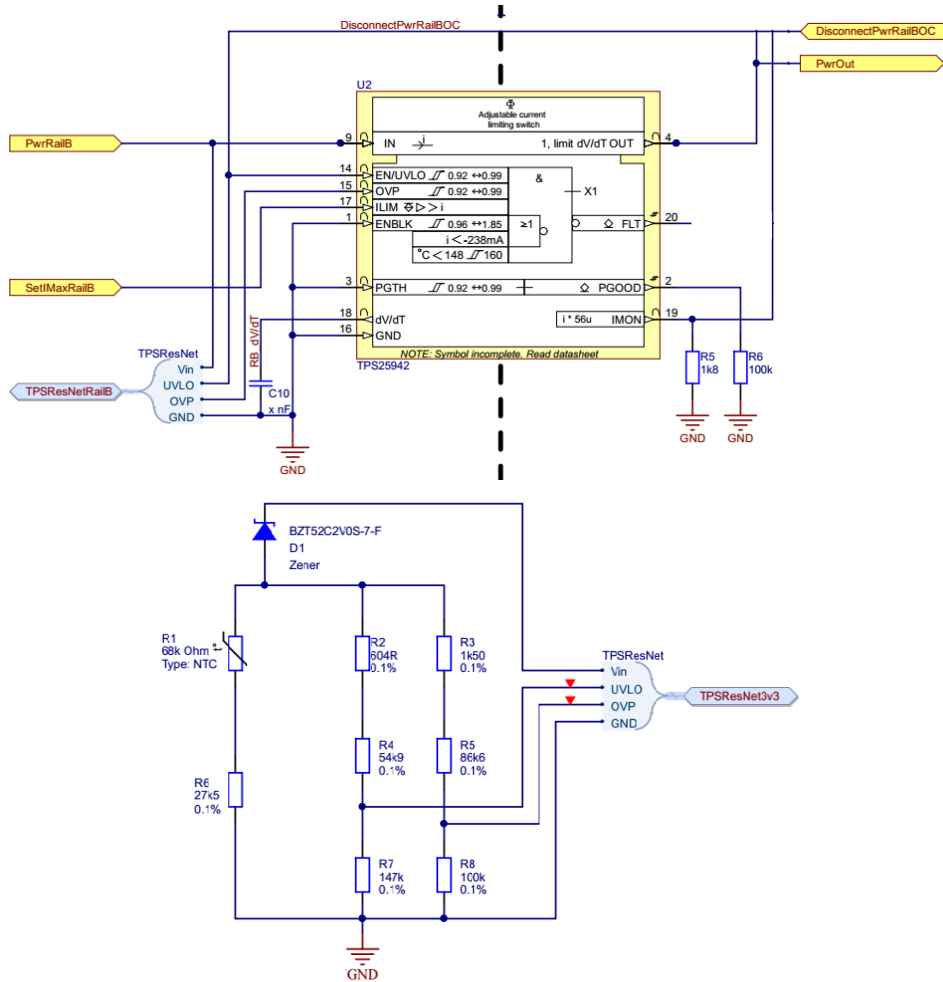 DisconnectPwrRailBOC
DisconnectPwrRailBOC
PwrOut
U2
Φ
Adjustable current
limiting switch
PwrRailB
9
IN
i
1, limit dV/dT OUT
4
14
EN/UVLO
0.92 ↔0.99
&
15
OVP
0.92 ↔0.99
X1
17
ILIM
> i
1
ENBLK
0.96 ↔1.85
≥1
FLT
20
i < -238mA
°C < 148
160
SetIMaxRailB
3
PGTH
0.92 ↔0.99
PGOOD
2
18
dV/dT
i * 56u
IMON
19
16
GND
NOTE: Symbol incomplete. Read datasheet
TPS25942
RB dV/dT
TPSResNet
Vin
UVLO
OVP
GND
TPSResNetRailB
C10
x nF
GND
R5
1k8
R6
100k
GND
GND
BZT52C2V0S-7-F
D1
Zener
R1
68k Ohm
Type: NTC
t°
R2
604R
0.1%
R3
1k50
0.1%
TPSResNet
Vin
UVLO
OVP
GND
TPSResNet3v3
R4
54k9
0.1%
R5
86k6
0.1%
R6
27k5
0.1%
R7
147k
0.1%
R8
100k
0.1%
GND